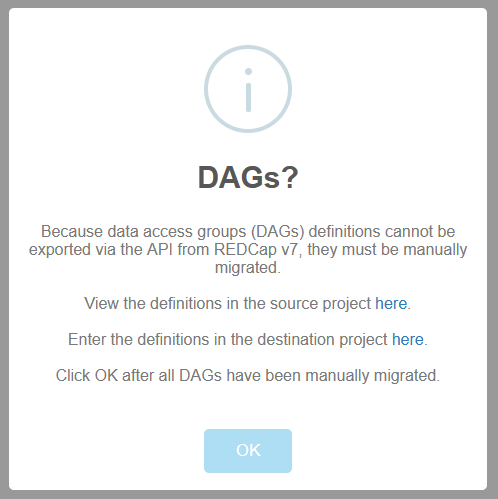 DAGs?
Because data access groups (DAGs) definitions cannot be
exported via the API from REDCap v7, they must be manually
migrated.
View the definitions in the source project here.
Enter the definitions in the destination project here.
Click OK after all DAGs have been manually migrated.
OK